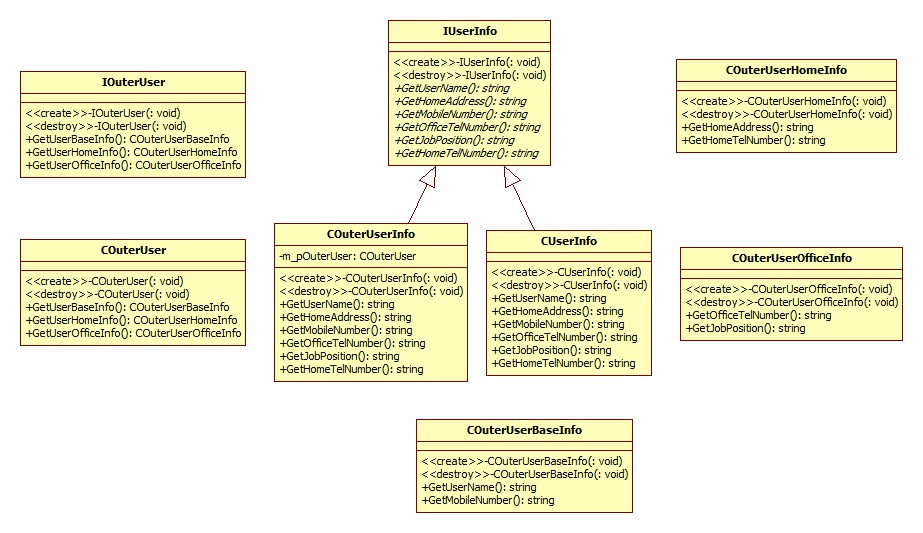 IUserInfo
<<create>>-IUserInfo(: void)
<<destroy>>-IUserInfo(: void)
+GetUserName(): string
+GetHomeAddress(): string
+GetMobileNumber(): string
+GetOfficeTelNumber(): string
+GetJobPosition(): string
+GetHomeTelNumber(): string
IOuterUser
<<create>>-IOuterUser(: void)
<<destroy>>-IOuterUser(: void)
+GetUserBaseInfo(): COuterUserBaseInfo
+GetUserHomeInfo(): COuterUserHomeInfo
+GetUserOfficeInfo(): COuterUserOfficeInfo
COuterUserHomeInfo
<<create>>-COuterUserHomeInfo(: void)
<<destroy>>-COuterUserHomeInfo(: void)
+GetHomeAddress(): string
+GetHomeTelNumber(): string
COuterUser
<<create>>-COuterUser(: void)
<<destroy>>-COuterUser(: void)
+GetUserBaseInfo(): COuterUserBaseInfo
+GetUserHomeInfo(): COuterUserHomeInfo
+GetUserOfficeInfo(): COuterUserOfficeInfo
COuterUserInfo
-m_pOuterUser: COuterUser
<<create>>-COuterUserInfo(: void)
<<destroy>>-COuterUserInfo(: void)
+GetUserName(): string
+GetHomeAddress(): string
+GetMobileNumber(): string
+GetOfficeTelNumber(): string
+GetJobPosition(): string
+GetHomeTelNumber(): string
CUserInfo
<<create>>-CUserInfo(: void)
<<destroy>>-CUserInfo(: void)
+GetUserName(): string
+GetHomeAddress(): string
+GetMobileNumber(): string
+GetOfficeTelNumber(): string
+GetJobPosition(): string
+GetHomeTelNumber(): string
COuterUserOfficeInfo
<<create>>-COuterUserOfficeInfo(: void)
<<destroy>>-COuterUserOfficeInfo(: void)
+GetOfficeTelNumber(): string
+GetJobPosition(): string
COuterUserBaseInfo
<<create>>-COuterUserBaseInfo(: void)
<<destroy>>-COuterUserBaseInfo(: void)
+GetUserName(): string
+GetMobileNumber(): string